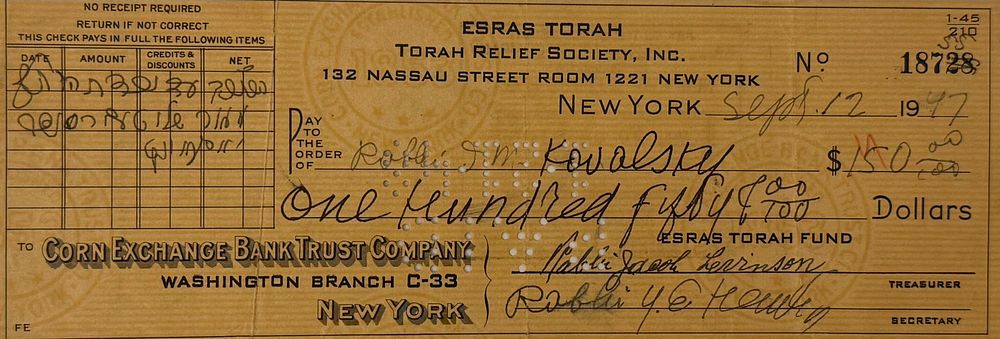 NO RECEIPT REQUIRED
RETURN IF NOT CORRECT
THIS CHECK PAYS IN FULL THE FOLLOWING ITEMS
DATE AMOUNT CREDITS & DISCOUNTS NET
ESRAS TORAH
TORAH RELIEF SOCIETY, INC.
132 NASSAU STREET ROOM 1221 NEW YORK
1-45
210
No 18728
55
NEW YORK Sept. 12 1947
PAY TO THE ORDER OF Rabbi I M Kovalsky $150 00/100
One Hundred fifty & 00/100 Dollars
TO CORN EXCHANGE BANK TRUST COMPANY
WASHINGTON BRANCH C-33
NEW YORK
FE
ESRAS TORAH FUND
Rabbi Jacob Levinson TREASURER
Rabbi Y. E. SECRETARY